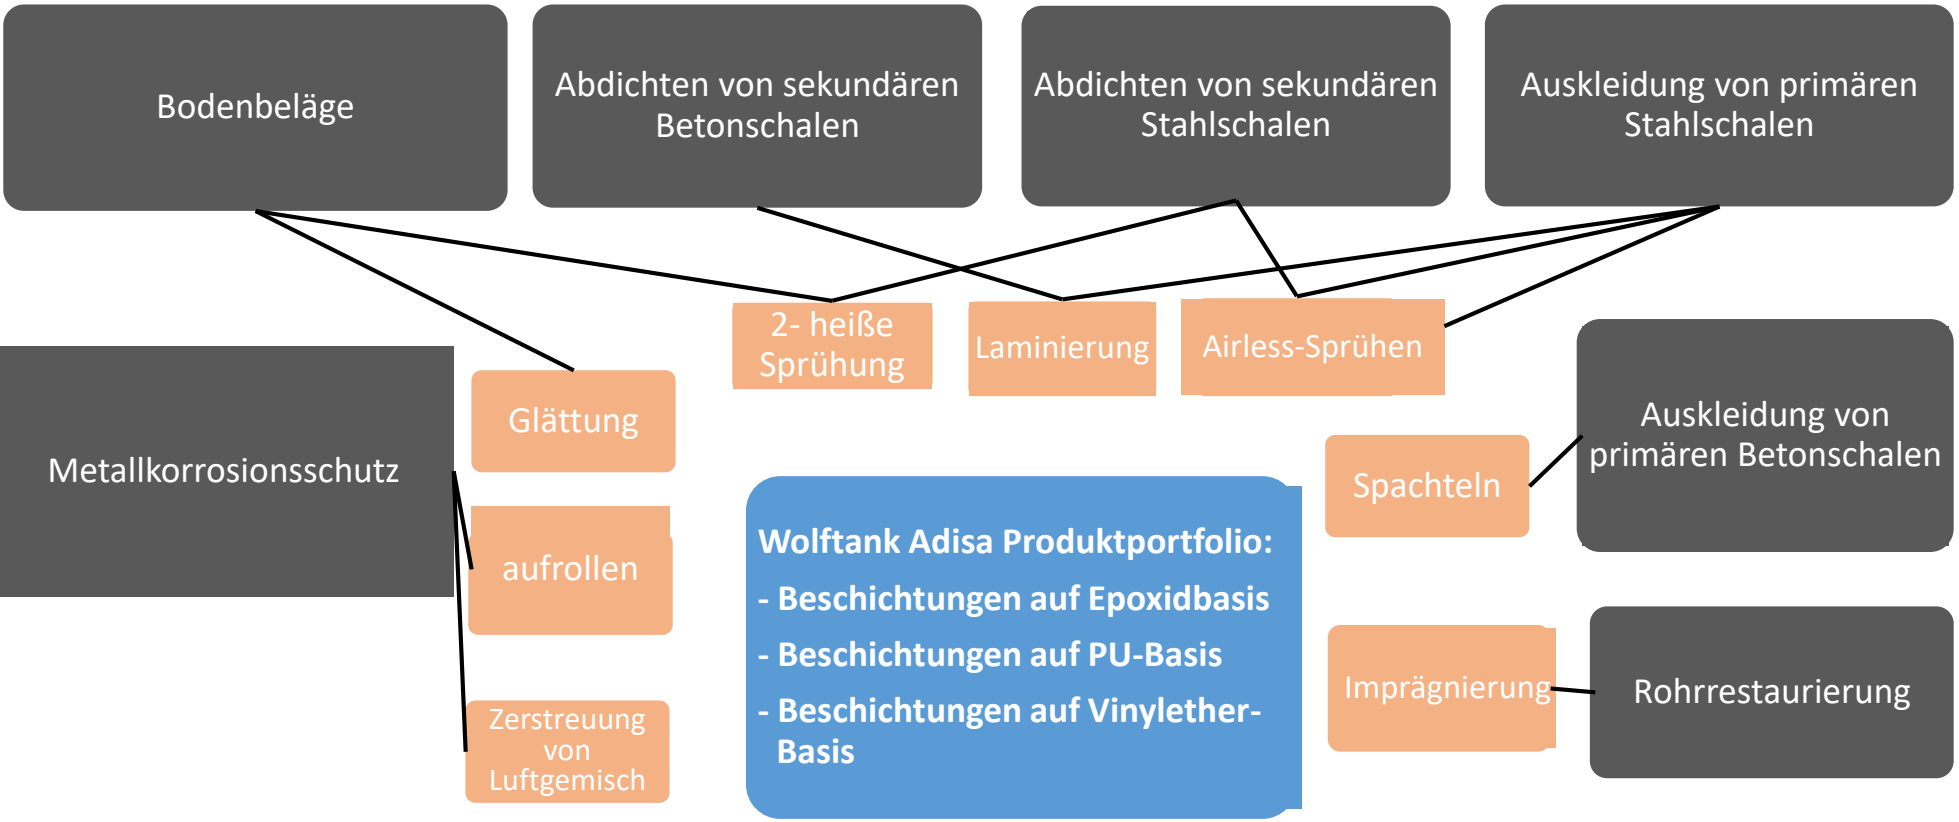 Bodenbeläge
Abdichten von sekundären
Betonschalen
Abdichten von sekundären
Stahlschalen
Auskleidung von primären
Stahlschalen
2- heiße
Sprühung
Laminierung
Airless-Sprühen
Glättung
Metallkorrosionsschutz
aufrollen
Zerstreuung
von
Luftgemisch
Auskleidung von
primären Betonschalen
Spachteln
Wolftank Adisa Produktportfolio:
- Beschichtungen auf Epoxidbasis
- Beschichtungen auf PU-Basis
- Beschichtungen auf Vinylether-
Basis
Imprägnierung
Rohrrestaurierung